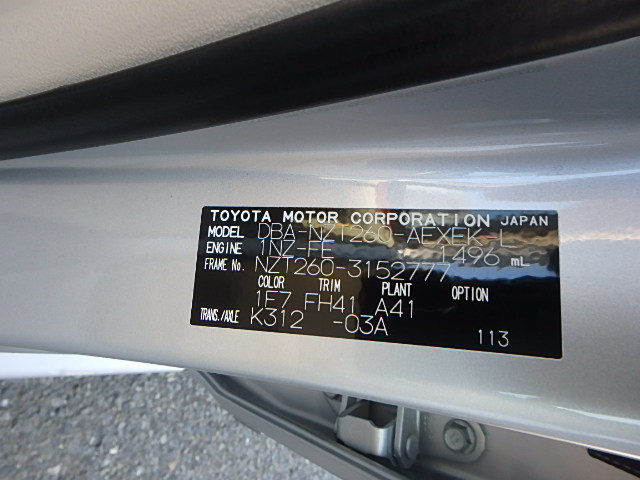 TOYOTA MOTOR CORPORATION JAPAN
MODEL DBA-NZT260-AEXEK-L
ENGINE 1NZ-FE 1496 mL
FRAME No. NZT260-3152777
COLOR TRIM PLANT OPTION
1F7 FH41 A41
TRANS./AXLE K312 -03A
113